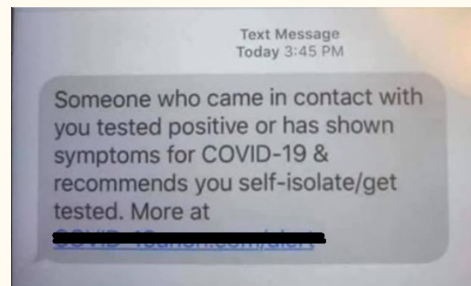 Text Message
Today 3:45 PM
Someone who came in contact with
you tested positive or has shown
symptoms for COVID-19 &
recommends you self-isolate/get
tested. More at